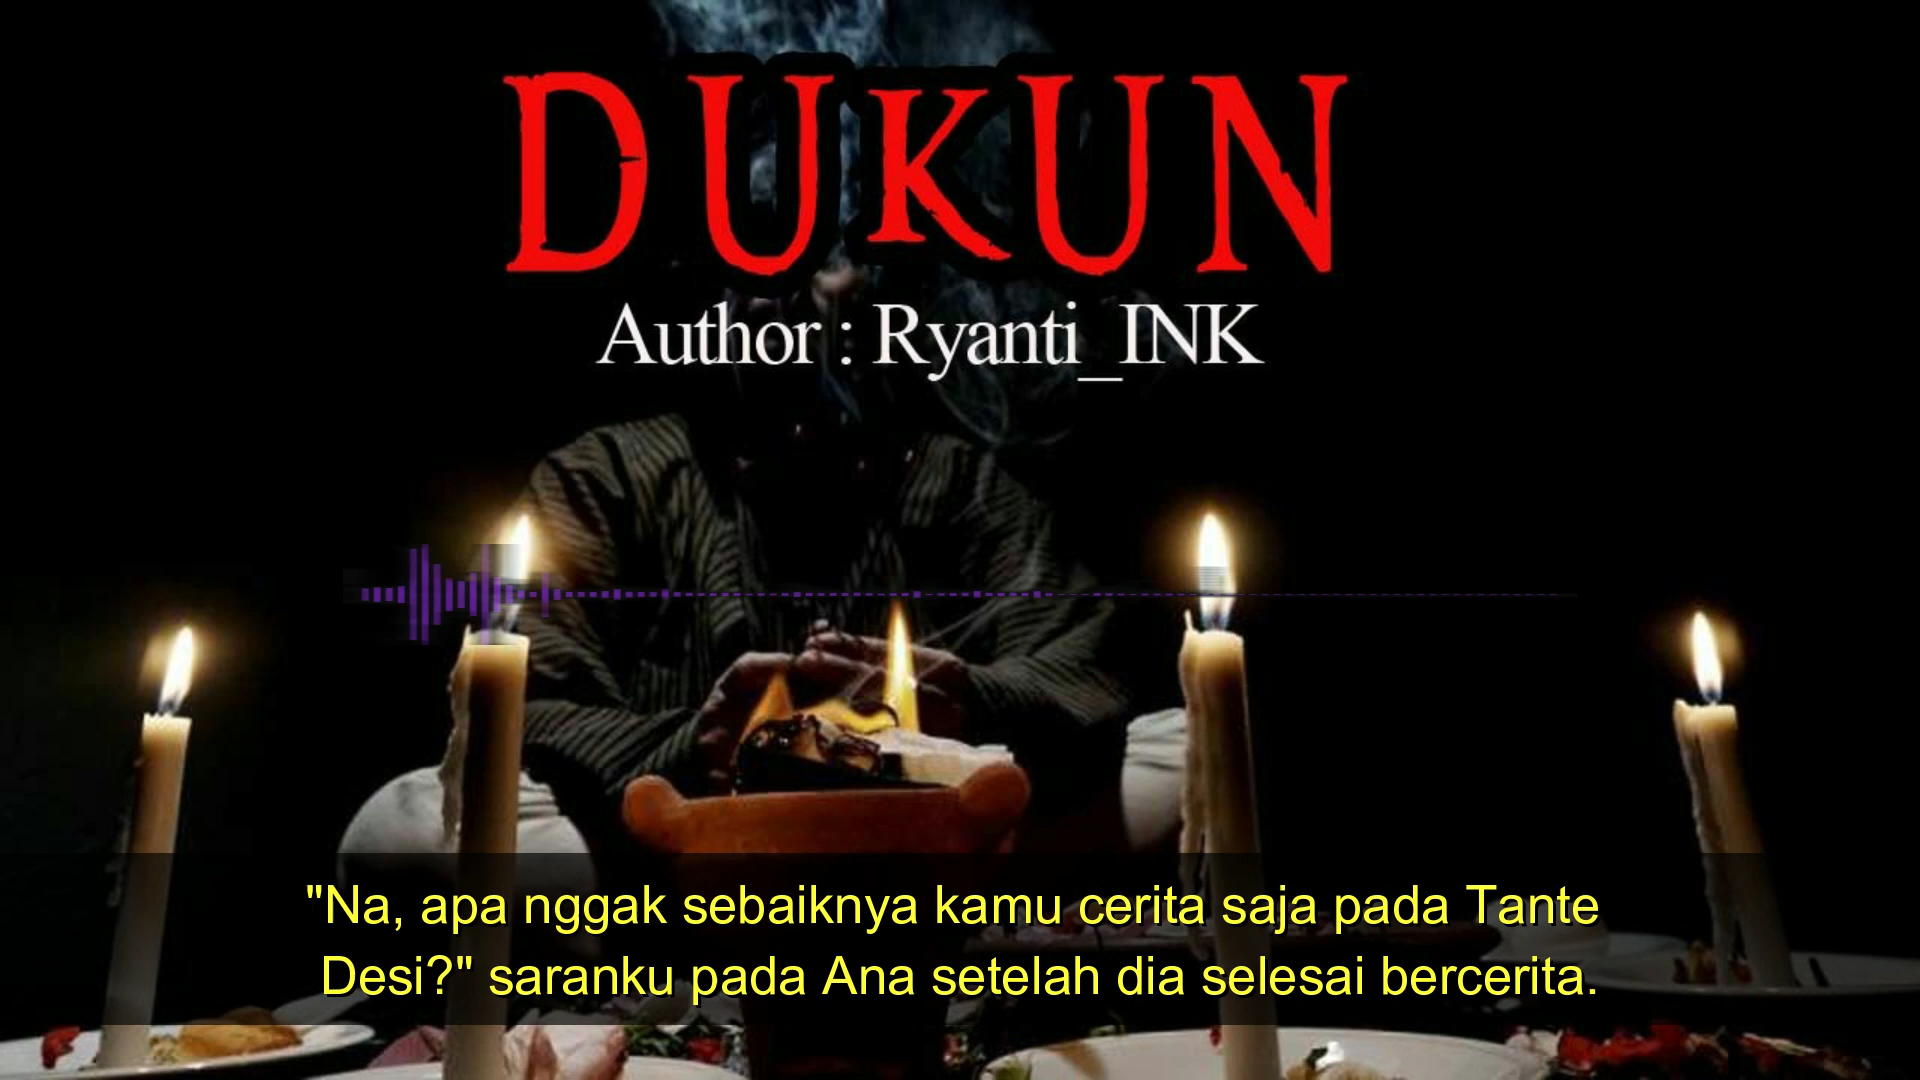 DUKUN
Author : Ryanti_INK
"Na, apa nggak sebaiknya kamu cerita saja pada Tante
Desi?" saranku pada Ana setelah dia selesai bercerita.